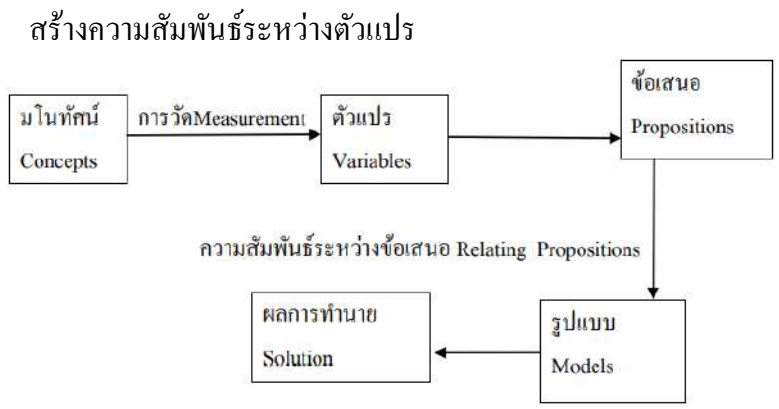 สร้างความสัมพันธ์ระหว่างตัวแปร
มโนทัศน์
Concepts
การวัดMeasurement
ตัวแปร
Variables
ข้อเสนอ
Propositions
ความสัมพันธ์ระหว่างข้อเสนอ Relating Propositions
ผลการทำนาย
Solution
รูปแบบ
Models